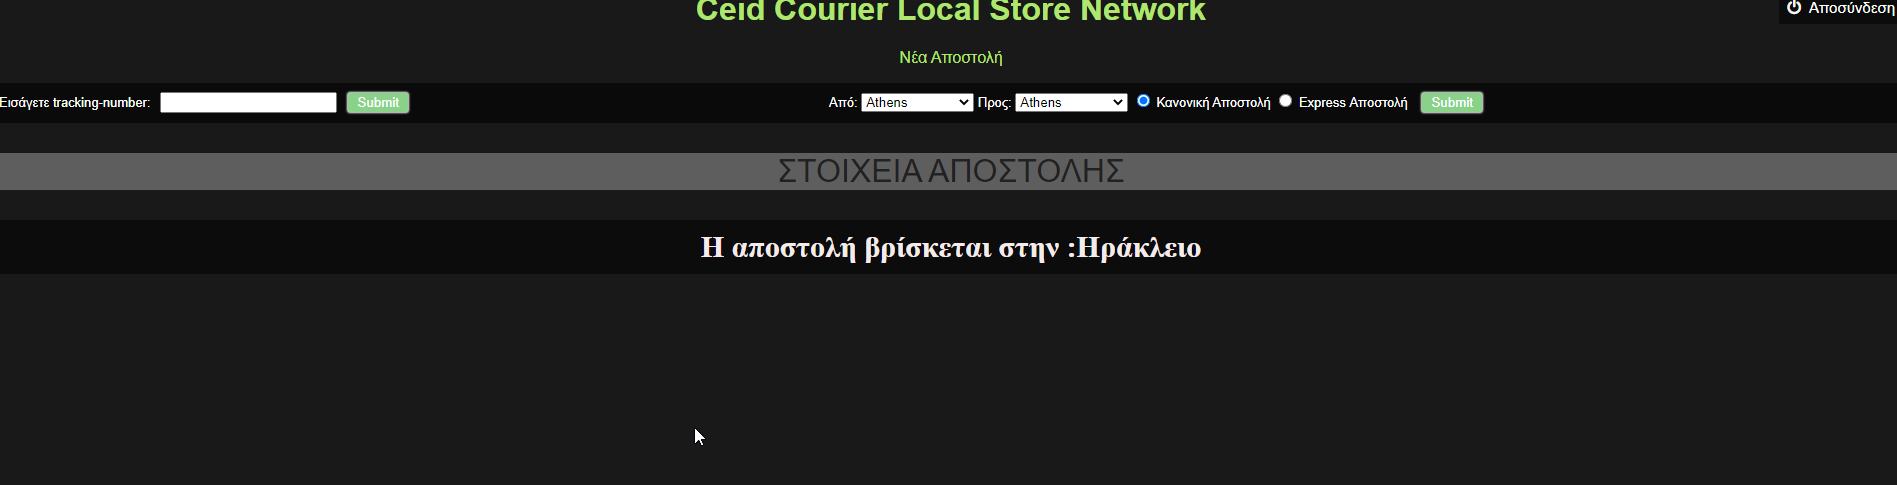 Ceid Courier Local Store Network
Αποσύνδεση
Νέα Αποστολή
Εισάγετε tracking-number: Submit
Από: Athens Προς: Athens Κανονική Αποστολή Express Αποστολή Submit
ΣΤΟΙΧΕΙΑ ΑΠΟΣΤΟΛΗΣ
Η αποστολή βρίσκεται στην :Ηράκλειο